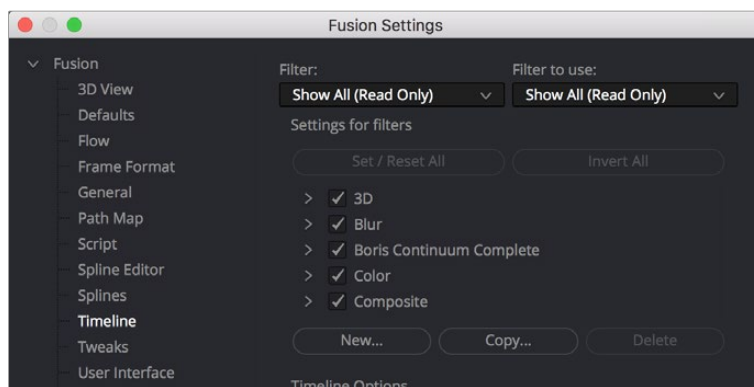 Fusion Settings
Fusion
3D View
Defaults
Flow
Frame Format
General
Path Map
Script
Spline Editor
Splines
Timeline
Tweaks
User Interface
Filter:
Filter to use:
Show All (Read Only)
Show All (Read Only)
Settings for filters
Set / Reset All
Invert All
3D
Blur
Boris Continuum Complete
Color
Composite
New...
Copy...
Delete
Timeline Options